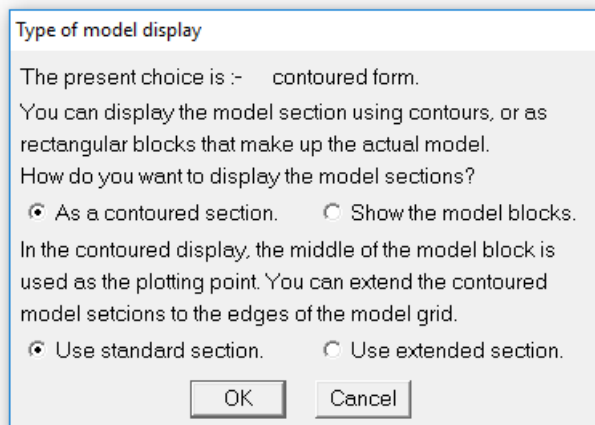 Type of model display
The present choice is :- contoured form.
You can display the model section using contours, or as
rectangular blocks that make up the actual model.
How do you want to display the model sections?
As a contoured section. Show the model blocks.
In the contoured display, the middle of the model block is
used as the plotting point. You can extend the contoured
model setcions to the edges of the model grid.
Use standard section. Use extended section.
OK Cancel